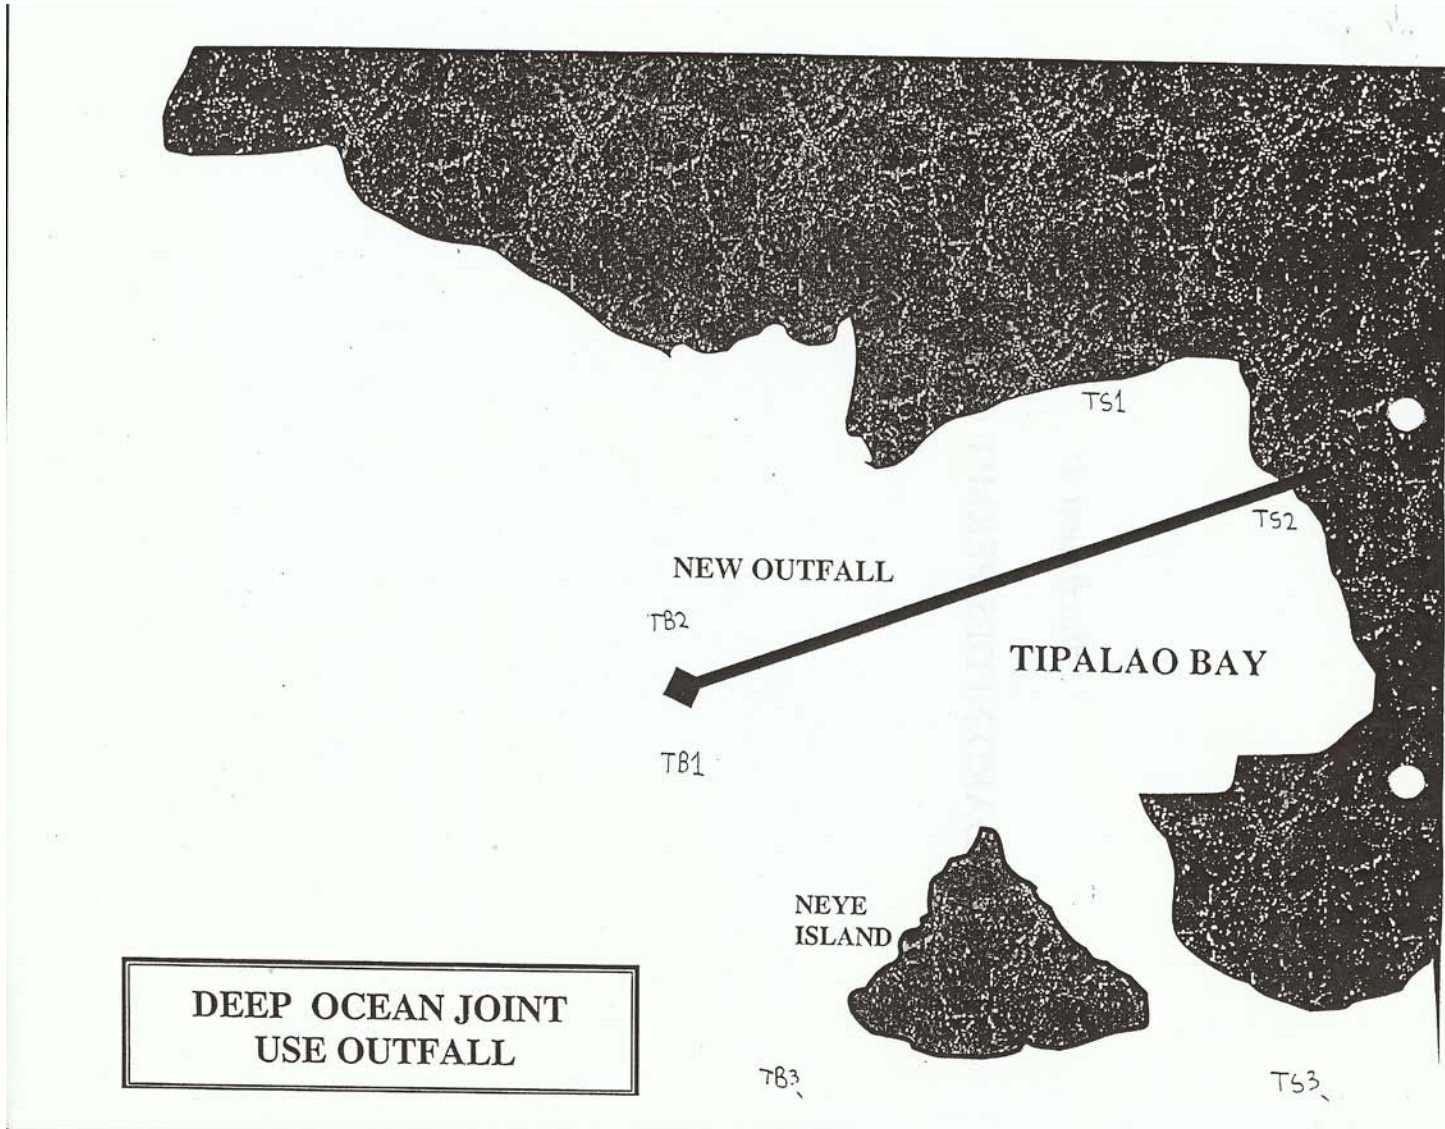 TS1
TS2
NEW OUTFALL
TB2
TIPALAO BAY
TB1
NEYE
ISLAND
DEEP OCEAN JOINT
USE OUTFALL
TB3
TS3